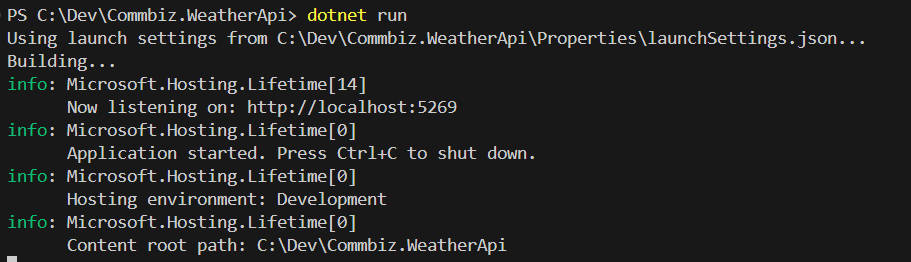 PS C:\Dev\Commbiz.WeatherApi> dotnet run
Using launch settings from C:\Dev\Commbiz.WeatherApi\Properties\launchSettings.json...
Building...
info: Microsoft.Hosting.Lifetime[14]
      Now listening on: http://localhost:5269
info: Microsoft.Hosting.Lifetime[0]
      Application started. Press Ctrl+C to shut down.
info: Microsoft.Hosting.Lifetime[0]
      Hosting environment: Development
info: Microsoft.Hosting.Lifetime[0]
      Content root path: C:\Dev\Commbiz.WeatherApi